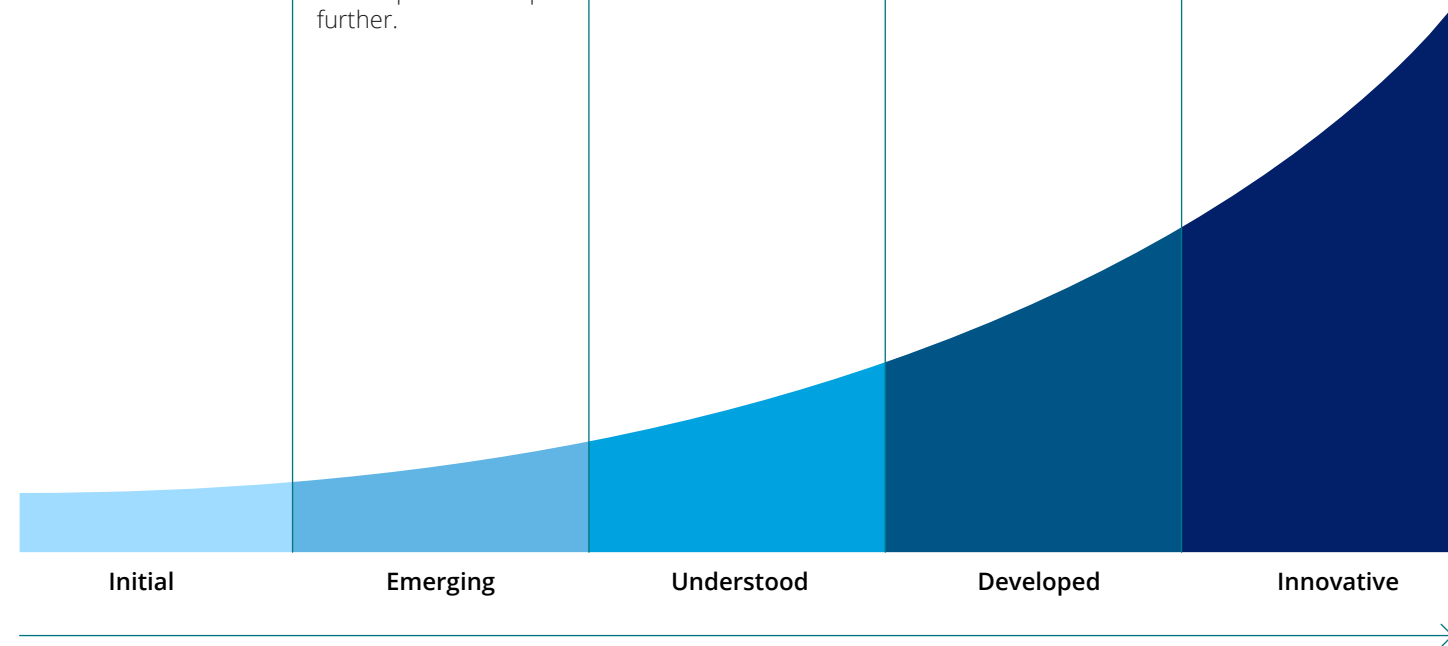 further.
Initial
Emerging
Understood
Developed
Innovative